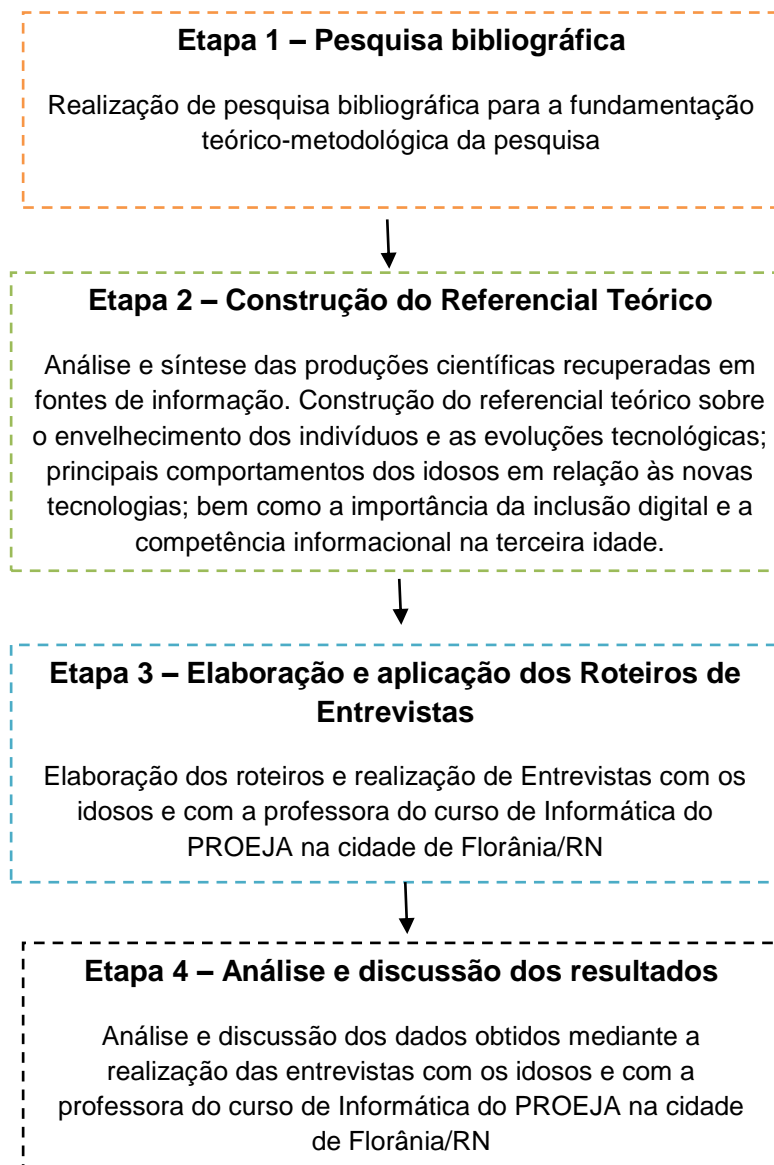 Etapa 1 – Pesquisa bibliográfica
Realização de pesquisa bibliográfica para a fundamentação
teórico-metodológica da pesquisa
Etapa 2 – Construção do Referencial Teórico
Análise e síntese das produções científicas recuperadas em
fontes de informação. Construção do referencial teórico sobre
o envelhecimento dos indivíduos e as evoluções tecnológicas;
principais comportamentos dos idosos em relação às novas
tecnologias; bem como a importância da inclusão digital e a
competência informacional na terceira idade.
Etapa 3 – Elaboração e aplicação dos Roteiros de
Entrevistas
Elaboração dos roteiros e realização de Entrevistas com os
idosos e com a professora do curso de Informática do
PROEJA na cidade de Florânia/RN
Etapa 4 – Análise e discussão dos resultados
Análise e discussão dos dados obtidos mediante a
realização das entrevistas com os idosos e com a
professora do curso de Informática do PROEJA na cidade
de Florânia/RN